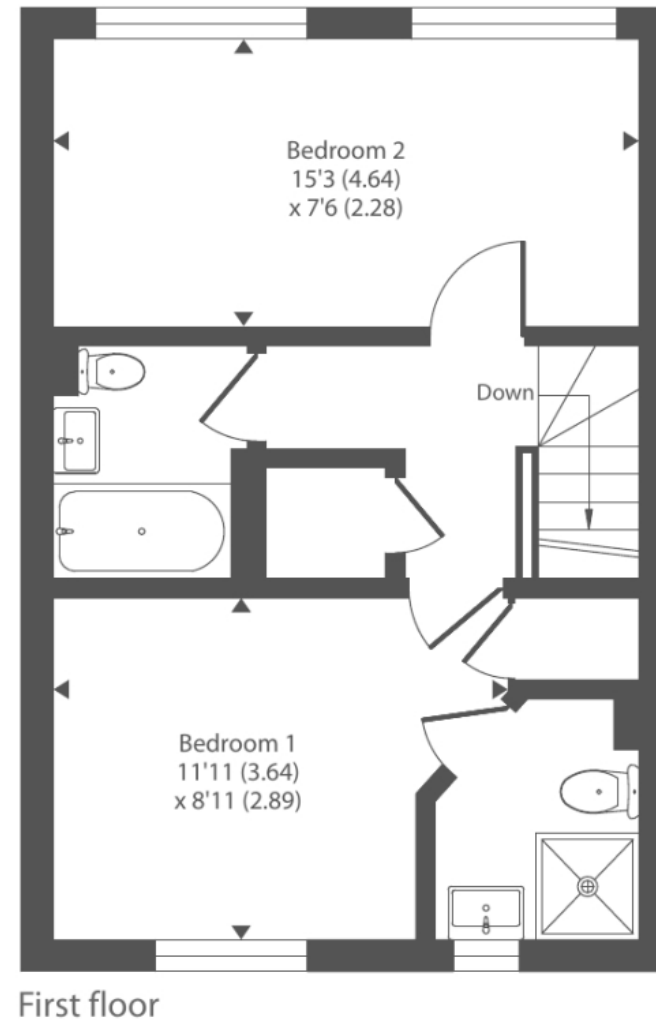 Bedroom 2
15'3 (4.64)
x 7'6 (2.28)
Down
Bedroom 1
11'11 (3.64)
x 8'11 (2.89)
First floor